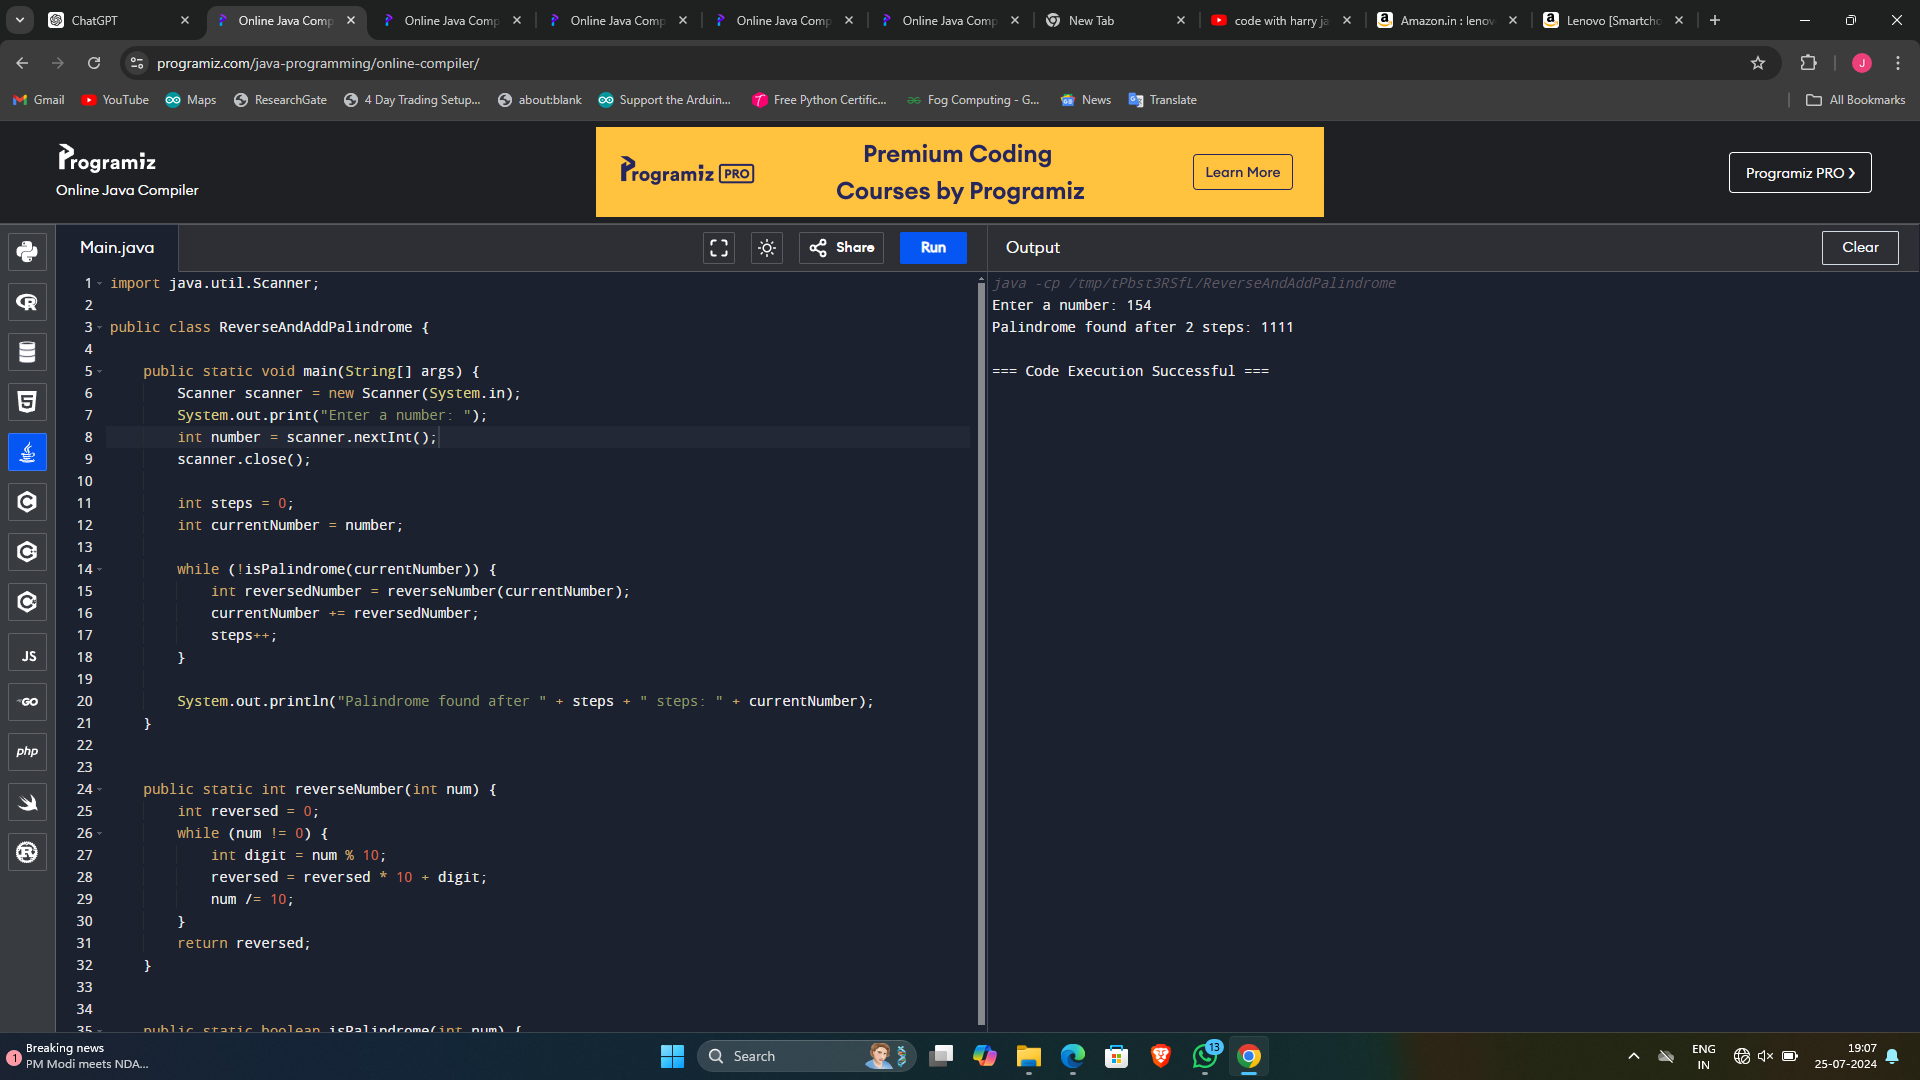 ChatGPT
Online Java Comp
Online Java Comp
Online Java Comp
Online Java Comp
Online Java Comp
New Tab
code with harry ja
Amazon.in : lenov
Lenovo [Smartcho
programiz.com/java-programming/online-compiler/
J
Gmail
YouTube
Maps
ResearchGate
4 Day Trading Setup...
about:blank
Support the Arduin...
Free Python Certific...
Fog Computing - G...
News
Translate
All Bookmarks
Programiz
Online Java Compiler
Programiz PRO
Premium Coding
Courses by Programiz
Learn More
Programiz PRO ❯
Main.java
Share
Run
Output
Clear
1 import java.util.Scanner;
2
3 public class ReverseAndAddPalindrome {
4
5 public static void main(String[] args) {
6 Scanner scanner = new Scanner(System.in);
7 System.out.print("Enter a number: ");
8 int number = scanner.nextInt();
9 scanner.close();
10
11 int steps = 0;
12 int currentNumber = number;
13
14 while (!isPalindrome(currentNumber)) {
15 int reversedNumber = reverseNumber(currentNumber);
16 currentNumber += reversedNumber;
17 steps++;
18 }
19
20 System.out.println("Palindrome found after " + steps + " steps: " + currentNumber);
21 }
22
23
24 public static int reverseNumber(int num) {
25 int reversed = 0;
26 while (num != 0) {
27 int digit = num % 10;
28 reversed = reversed * 10 + digit;
29 num /= 10;
30 }
31 return reversed;
32 }
33
34
35 public static boolean isPalindrome(int num) {
java -cp /tmp/tPbst3RSfL/ReverseAndAddPalindrome
Enter a number: 154
Palindrome found after 2 steps: 1111
=== Code Execution Successful ===
R
5
C
C
C
JS
GO
php
R
1
Breaking news
PM Modi meets NDA...
Search
13
ENG
IN
19:07
25-07-2024